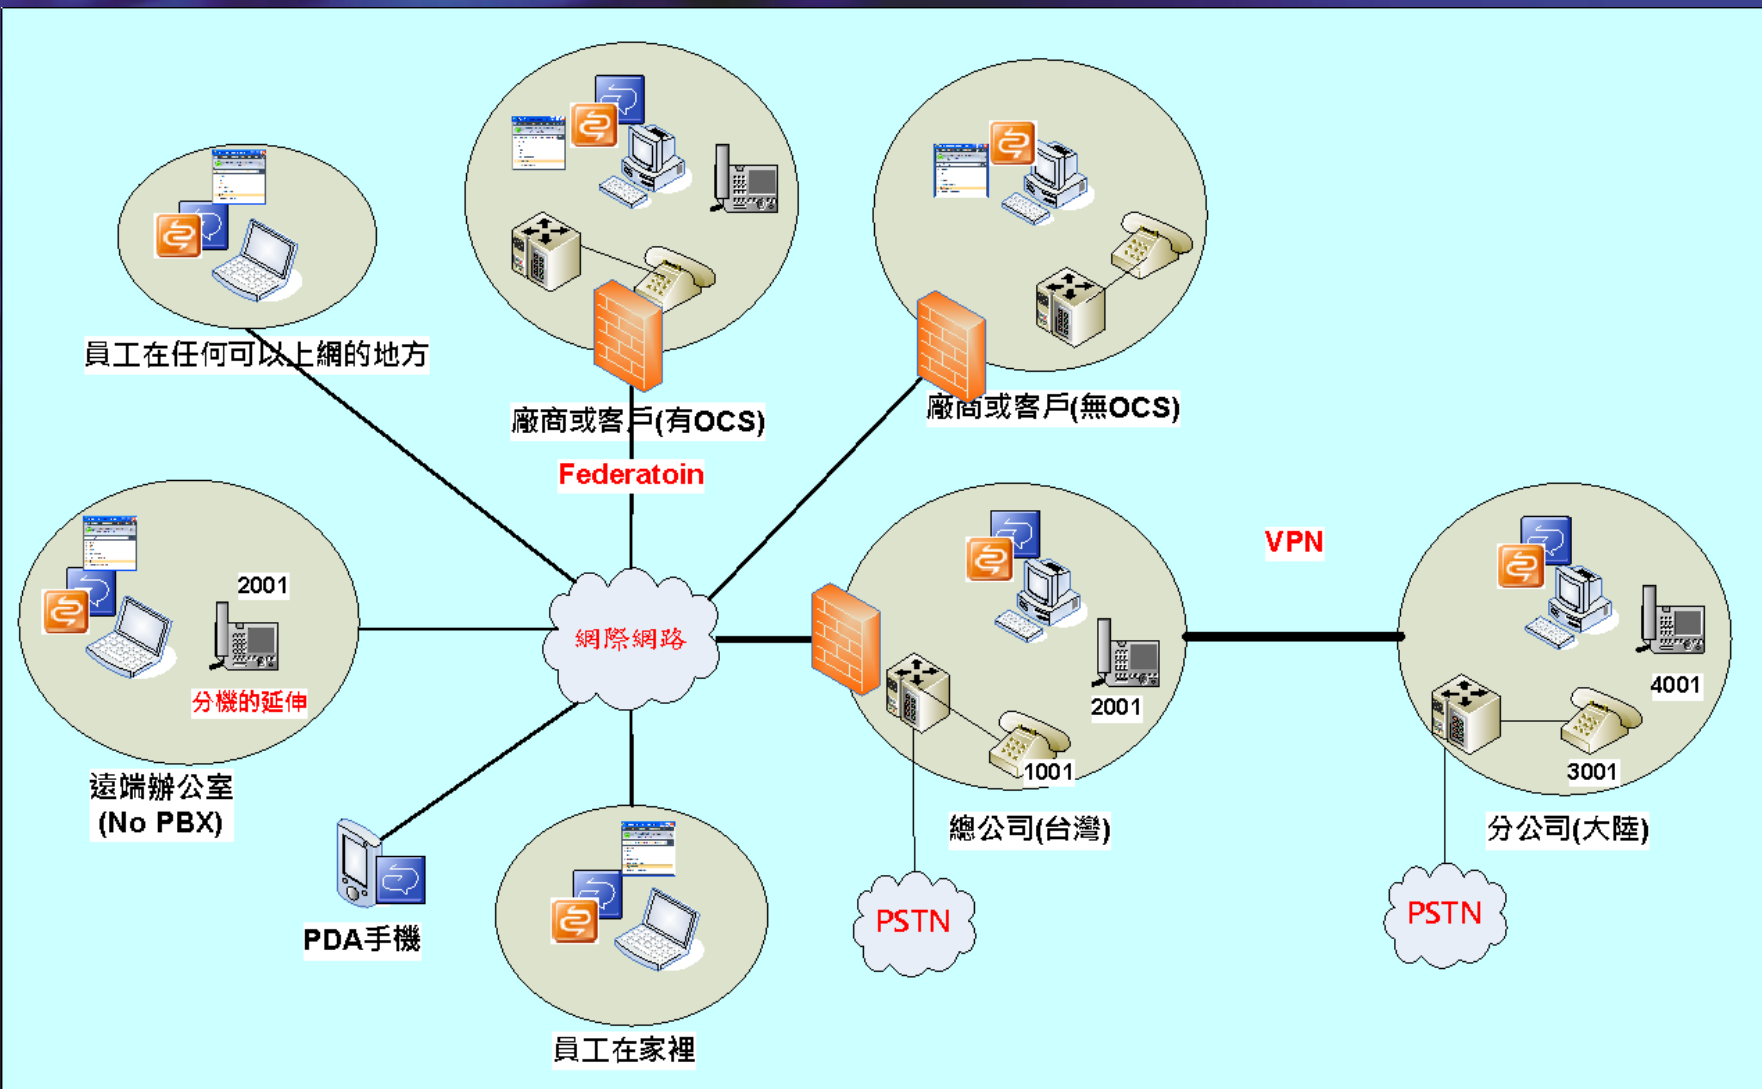 員工在任何可以上網的地方
廠商或客戶(有OCS)
廠商或客戶(無OCS)
Federatoin
VPN
2001
分機的延伸
網際網路
2001
1001
4001
3001
遠端辦公室
(No PBX)
總公司(台灣)
分公司(大陸)
PDA手機
PSTN
PSTN
員工在家裡